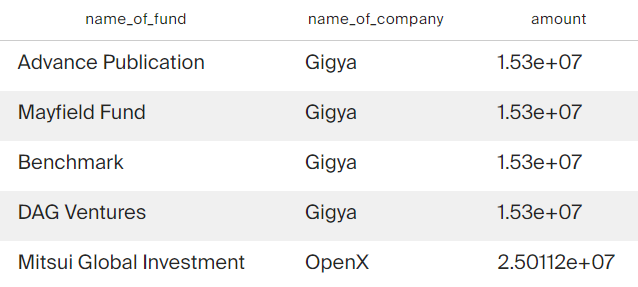 name_of_fund name_of_company amount
Advance Publication Gigya 1.53e+07
Mayfield Fund Gigya 1.53e+07
Benchmark Gigya 1.53e+07
DAG Ventures Gigya 1.53e+07
Mitsui Global Investment OpenX 2.50112e+07